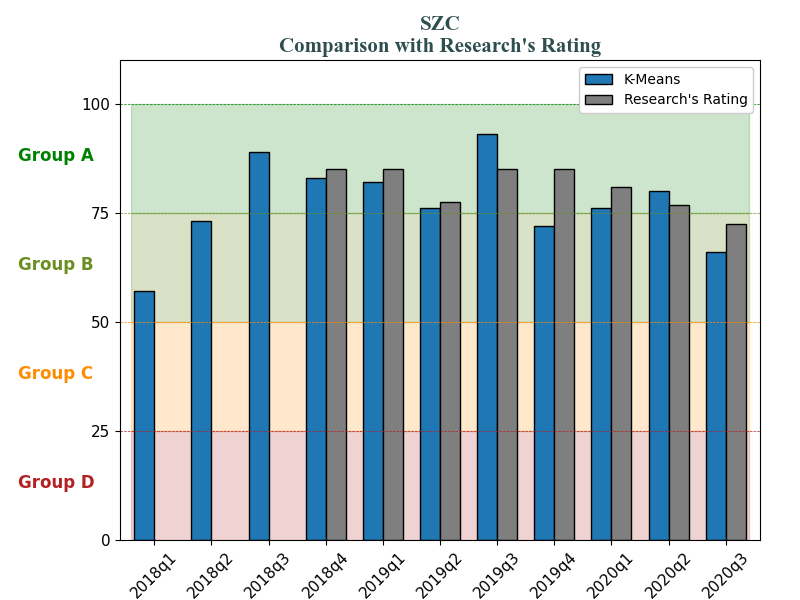 SZC
Comparison with Research's Rating
K-Means
Research's Rating
100
Group A
75
Group B
50
Group C
25
Group D
0
2018q1
2018q2
2018q3
2018q4
2019q1
2019q2
2019q3
2019q4
2020q1
2020q2
2020q3